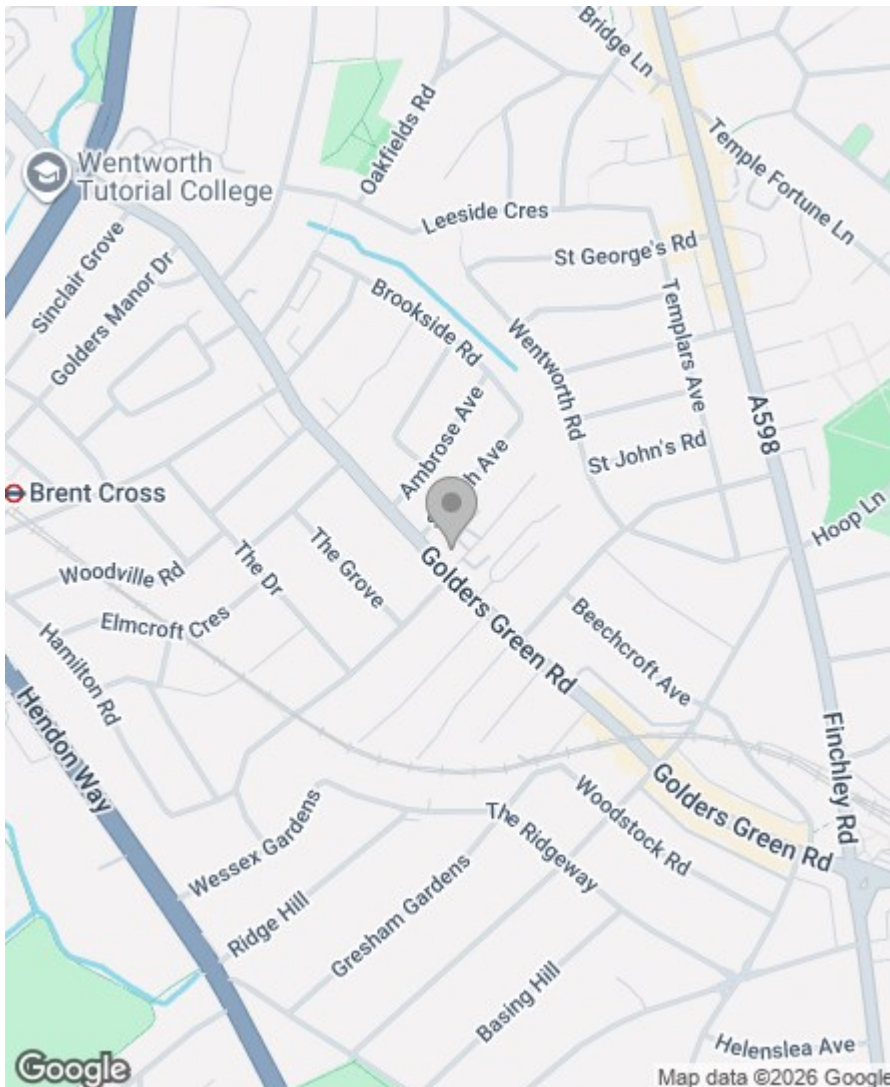 Bridge Ln
Oakfields Rd
Temple Fortune Ln
Wentworth
Tutorial College
Leeside Cres
St George's Rd
Sinclair Grove
Golders Manor Dr
Brookside Rd
Wentworth Rd
Templars Ave
A598
Ambrose Ave
St John's Rd
Ave
Brent Cross
Hoop Ln
Woodville Rd
The Dr
The Grove
Golders Green Rd
Elmcroft Cres
Beechcroft Ave
Hamilton Rd
Hendon Way
Finchley Rd
Golders Green Rd
Woodstock Rd
The Ridgeway
Wessex Gardens
Ridge Hill
Gresham Gardens
Basing Hill
Helenslea Ave
Google
Map data ©2026 Google